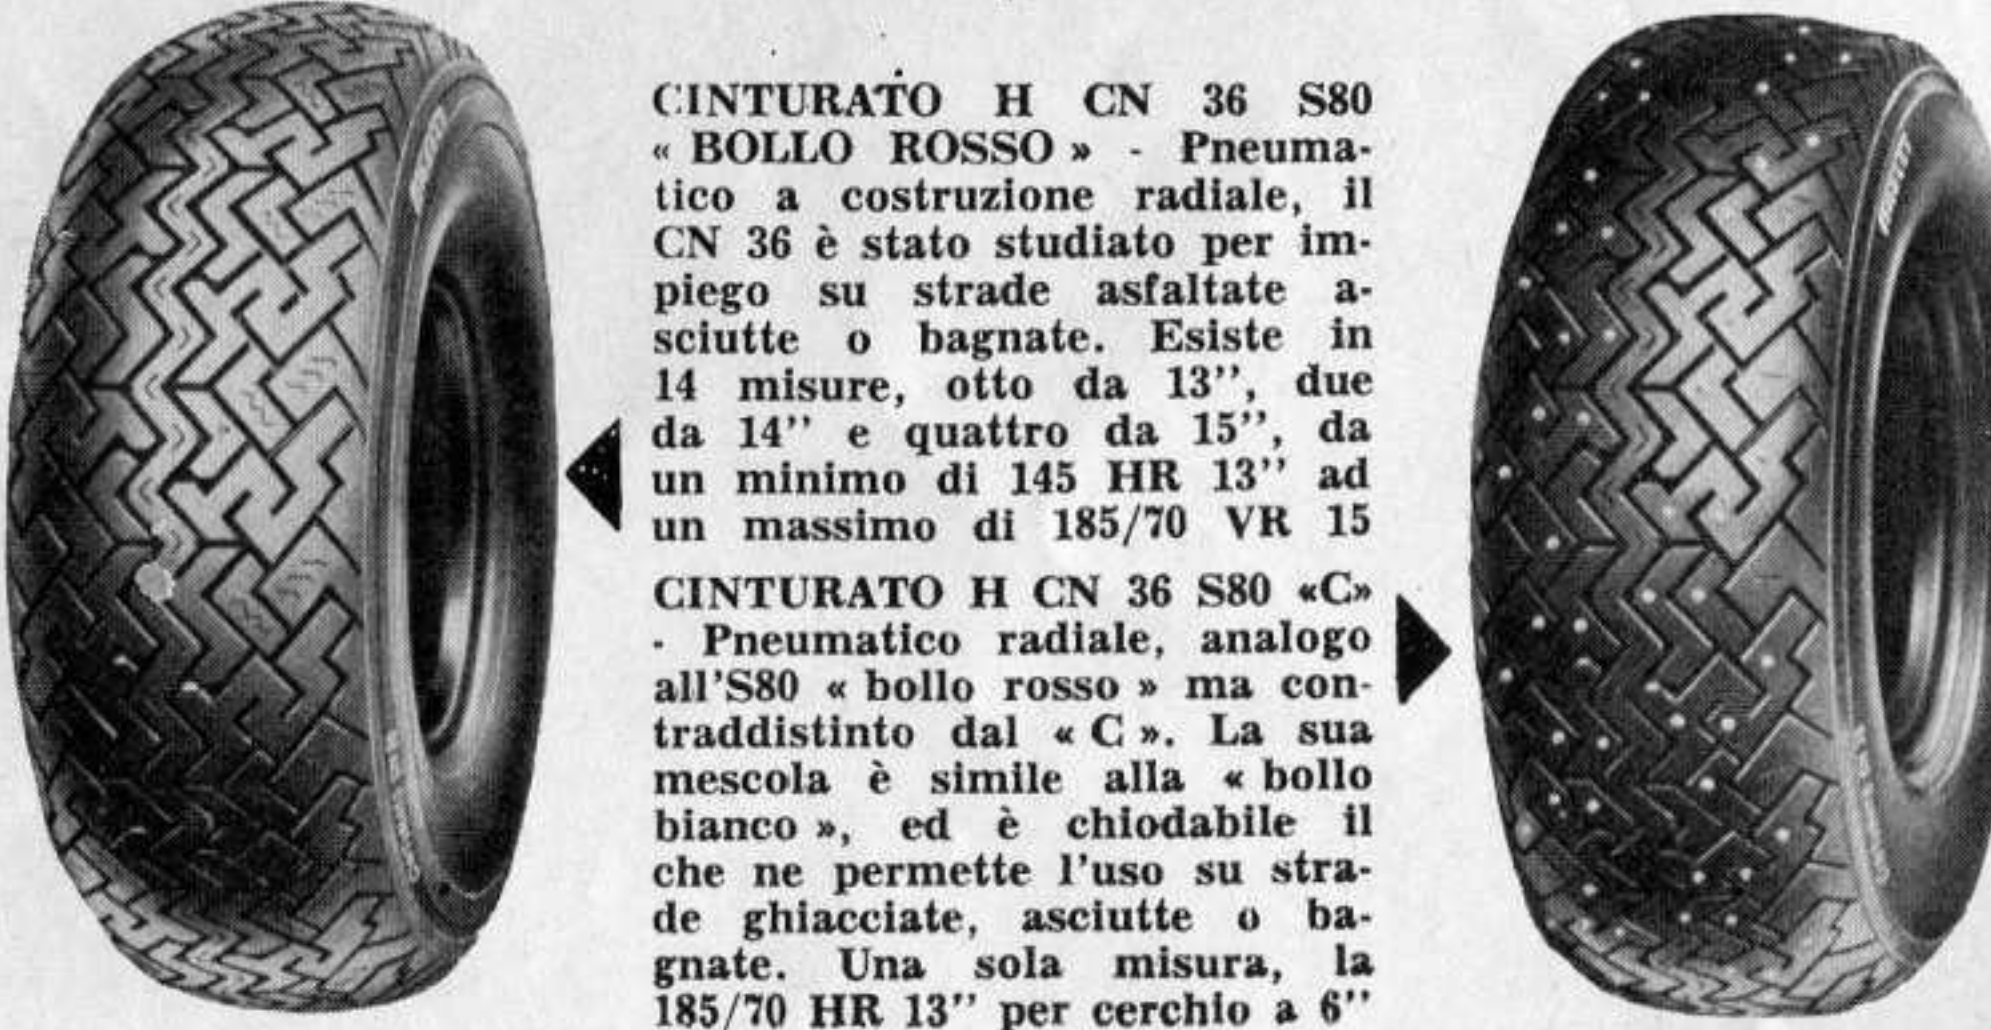 CINTURATO H CN 36 S80
« BOLLO ROSSO » - Pneuma-
tico a costruzione radiale, il
CN 36 è stato studiato per im-
piego su strade asfaltate a-
sciutte o bagnate. Esiste in
14 misure, otto da 13’’, due
da 14’’ e quattro da 15’’, da
un minimo di 145 HR 13’’ ad
un massimo di 185/70 VR 15
CINTURATO H CN 36 S80 «C»
- Pneumatico radiale, analogo
all’S80 « bollo rosso » ma con-
traddistinto dal « C ». La sua
mescola è simile alla « bollo
bianco », ed è chiodabile il
che ne permette l’uso su stra-
de ghiacciate, asciutte o ba-
gnate. Una sola misura, la
185/70 HR 13’’ per cerchio a 6’’
PIRELLI